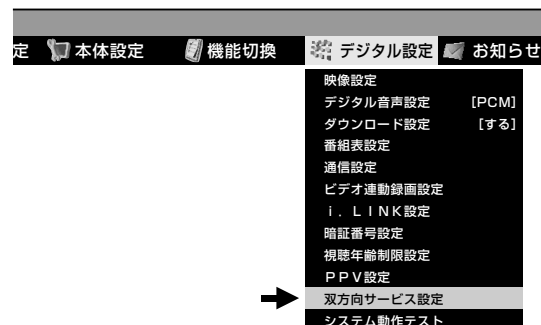 定 本体設定 機能切換 デジタル設定 お知らせ
映像設定
デジタル音声設定 [PCM]
ダウンロード設定 [する]
番組表設定
通信設定
ビデオ連動録画設定
ｉ．ＬＩＮＫ設定
暗証番号設定
視聴年齢制限設定
ＰＰＶ設定
双方向サービス設定
システム動作テスト